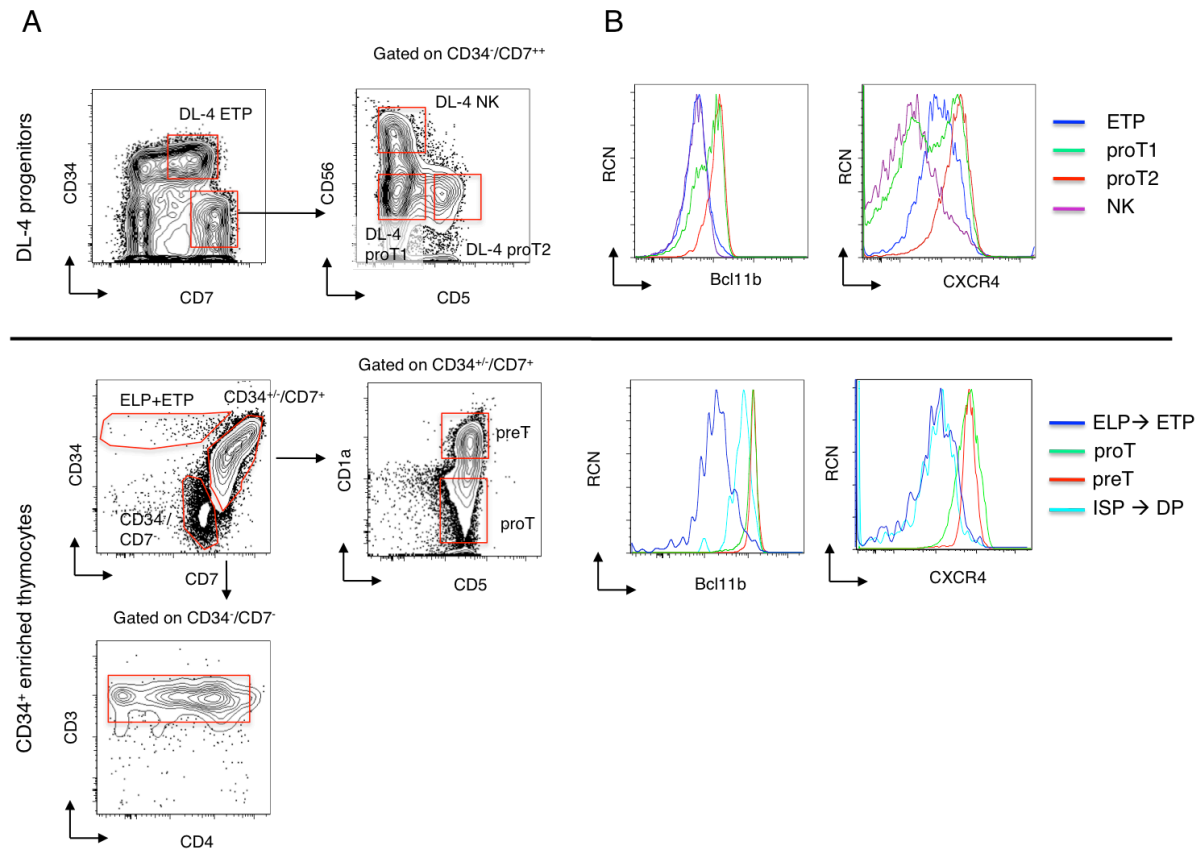 A
B
Gated on CD34-/CD7++
DL-4 progenitors
DL-4 ETP
CD34
CD7
DL-4 NK
CD56
DL-4
proT1
DL-4 proT2
CD5
RCN
Bcl11b
RCN
CXCR4
ETP
proT1
proT2
NK
CD34+ enriched thymocytes
ELP+ETP
CD34+/-/CD7+
CD34
CD34-/
CD7-
CD7
Gated on CD34+/-/CD7+
CD1a
preT
proT
CD5
RCN
Bcl11b
RCN
CXCR4
ELP→ ETP
proT
preT
ISP → DP
Gated on CD34-/CD7-
CD3
CD4